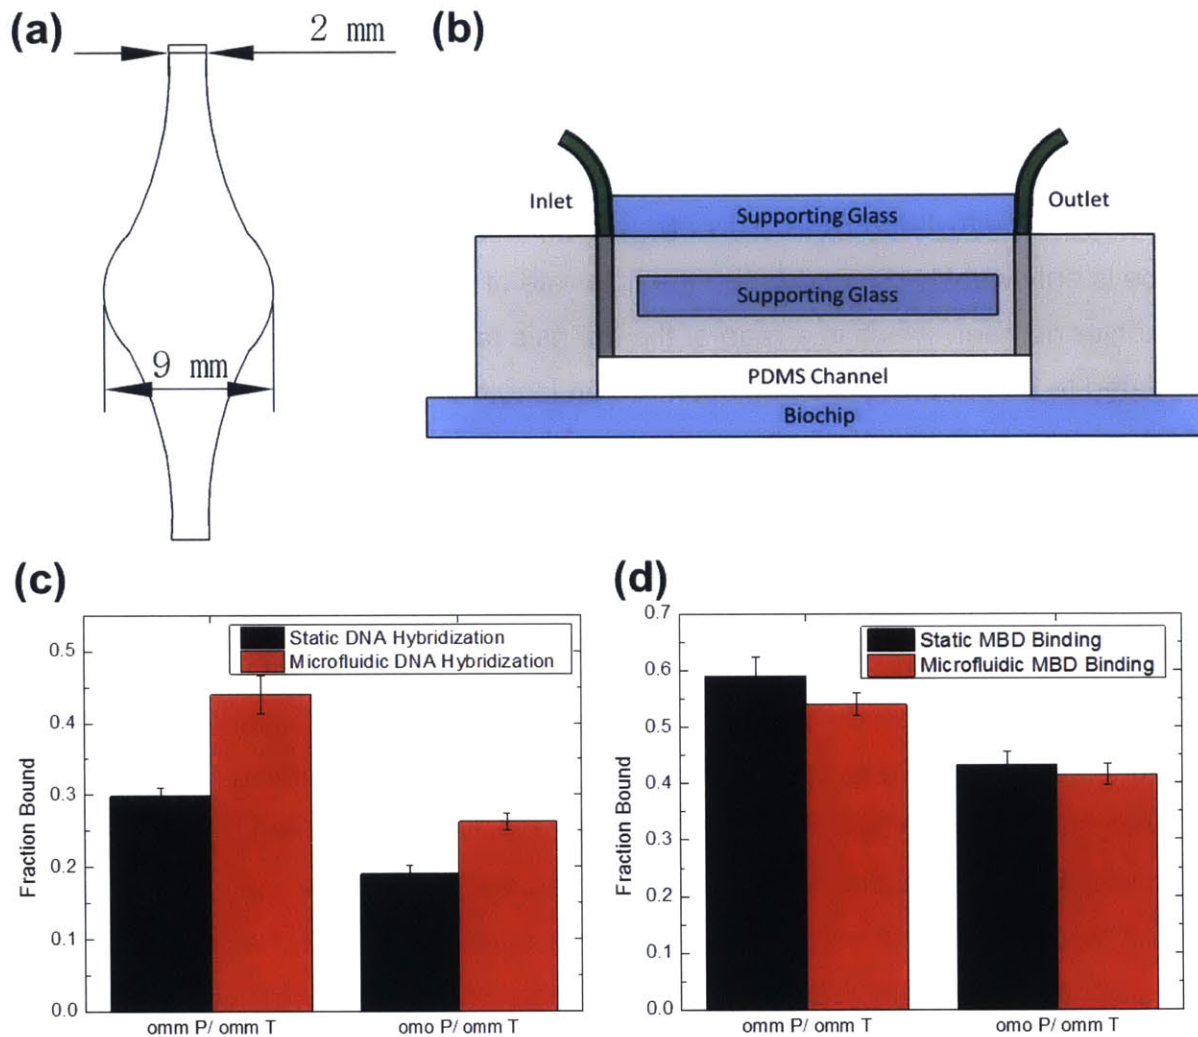 (a)
2 mm
9 mm
(b)
Inlet
Outlet
Supporting Glass
Supporting Glass
PDMS Channel
Biochip
(c)
Static DNA Hybridization
Microfluidic DNA Hybridization
Fraction Bound
0.5
0.4
0.3
0.2
0.1
0.0
omm P/ omm T
omo P/ omm T
(d)
Static MBD Binding
Microfluidic MBD Binding
Fraction Bound
0.7
0.6
0.5
0.4
0.3
0.2
0.1
0.0
omm P/ omm T
omo P/ omm T